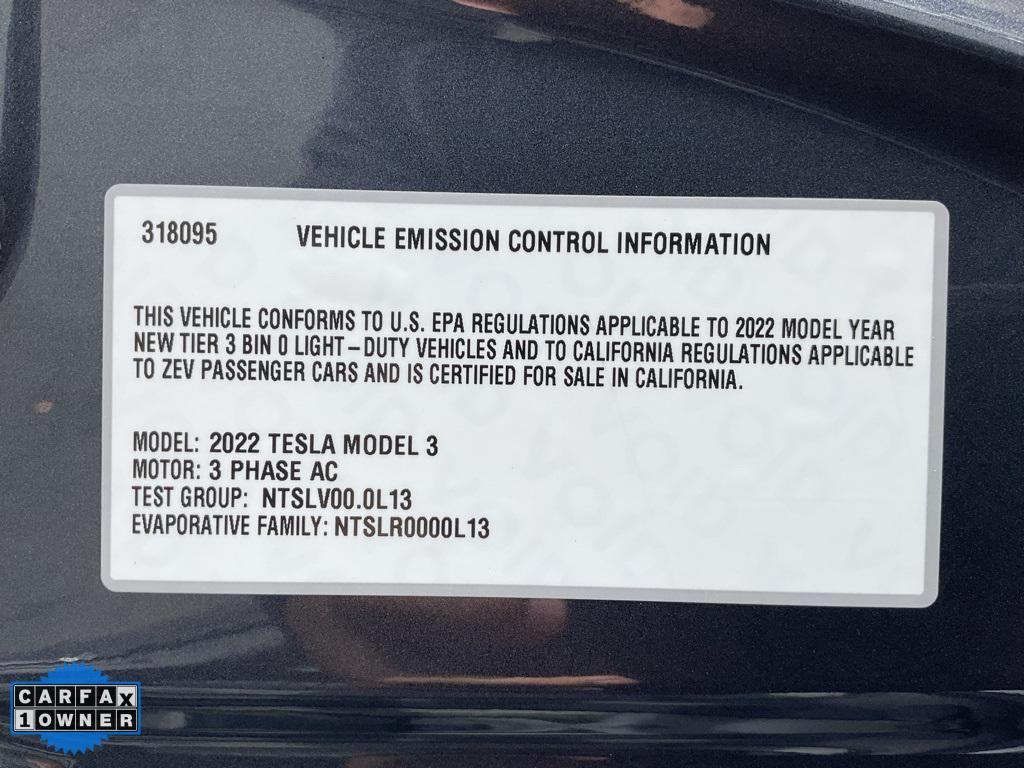 318095 VEHICLE EMISSION CONTROL INFORMATION
THIS VEHICLE CONFORMS TO U.S. EPA REGULATIONS APPLICABLE TO 2022 MODEL YEAR
NEW TIER 3 BIN 0 LIGHT-DUTY VEHICLES AND TO CALIFORNIA REGULATIONS APPLICABLE
TO ZEV PASSENGER CARS AND IS CERTIFIED FOR SALE IN CALIFORNIA.
MODEL: 2022 TESLA MODEL 3
MOTOR: 3 PHASE AC
TEST GROUP: NTSLV00.0L13
EVAPORATIVE FAMILY: NTSLR0000L13
CARFAX
1 OWNER